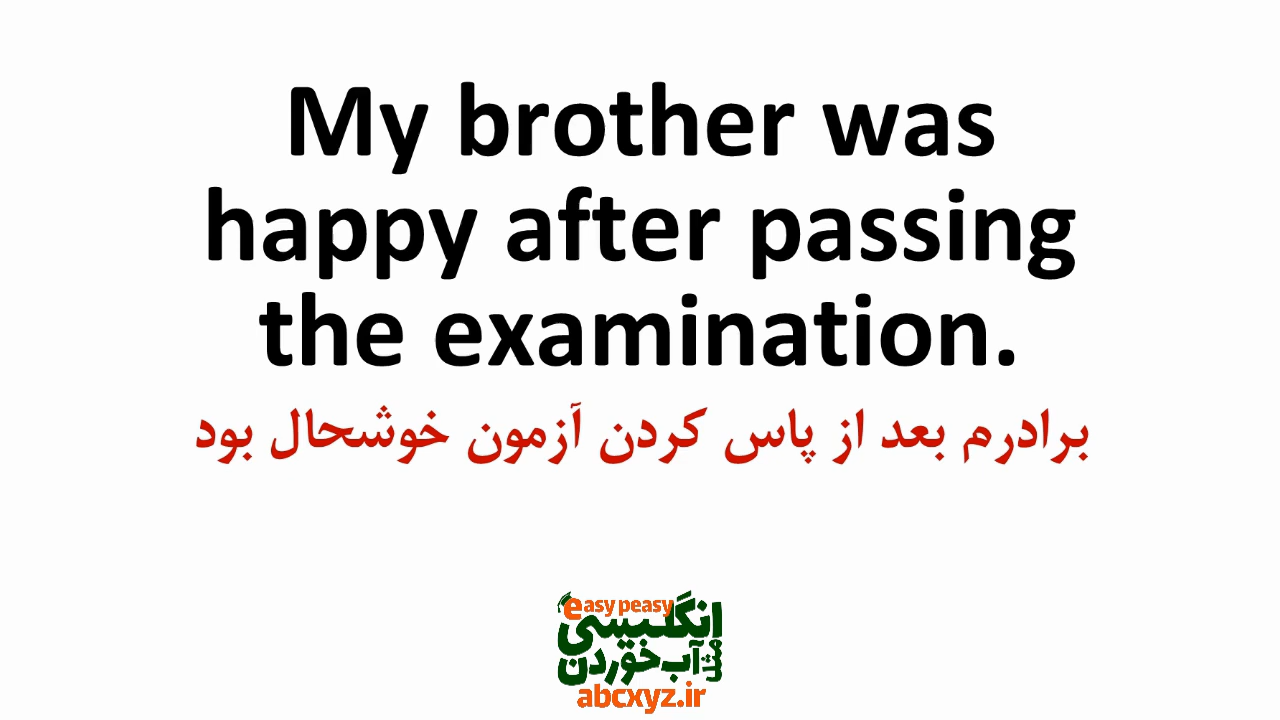 My brother was
happy after passing
the examination.
برادرم بعد از پاس کردن آزمون خوشحال بود
easy peasy
انگلیسی
مثل آب خوردن
abcxyz.ir